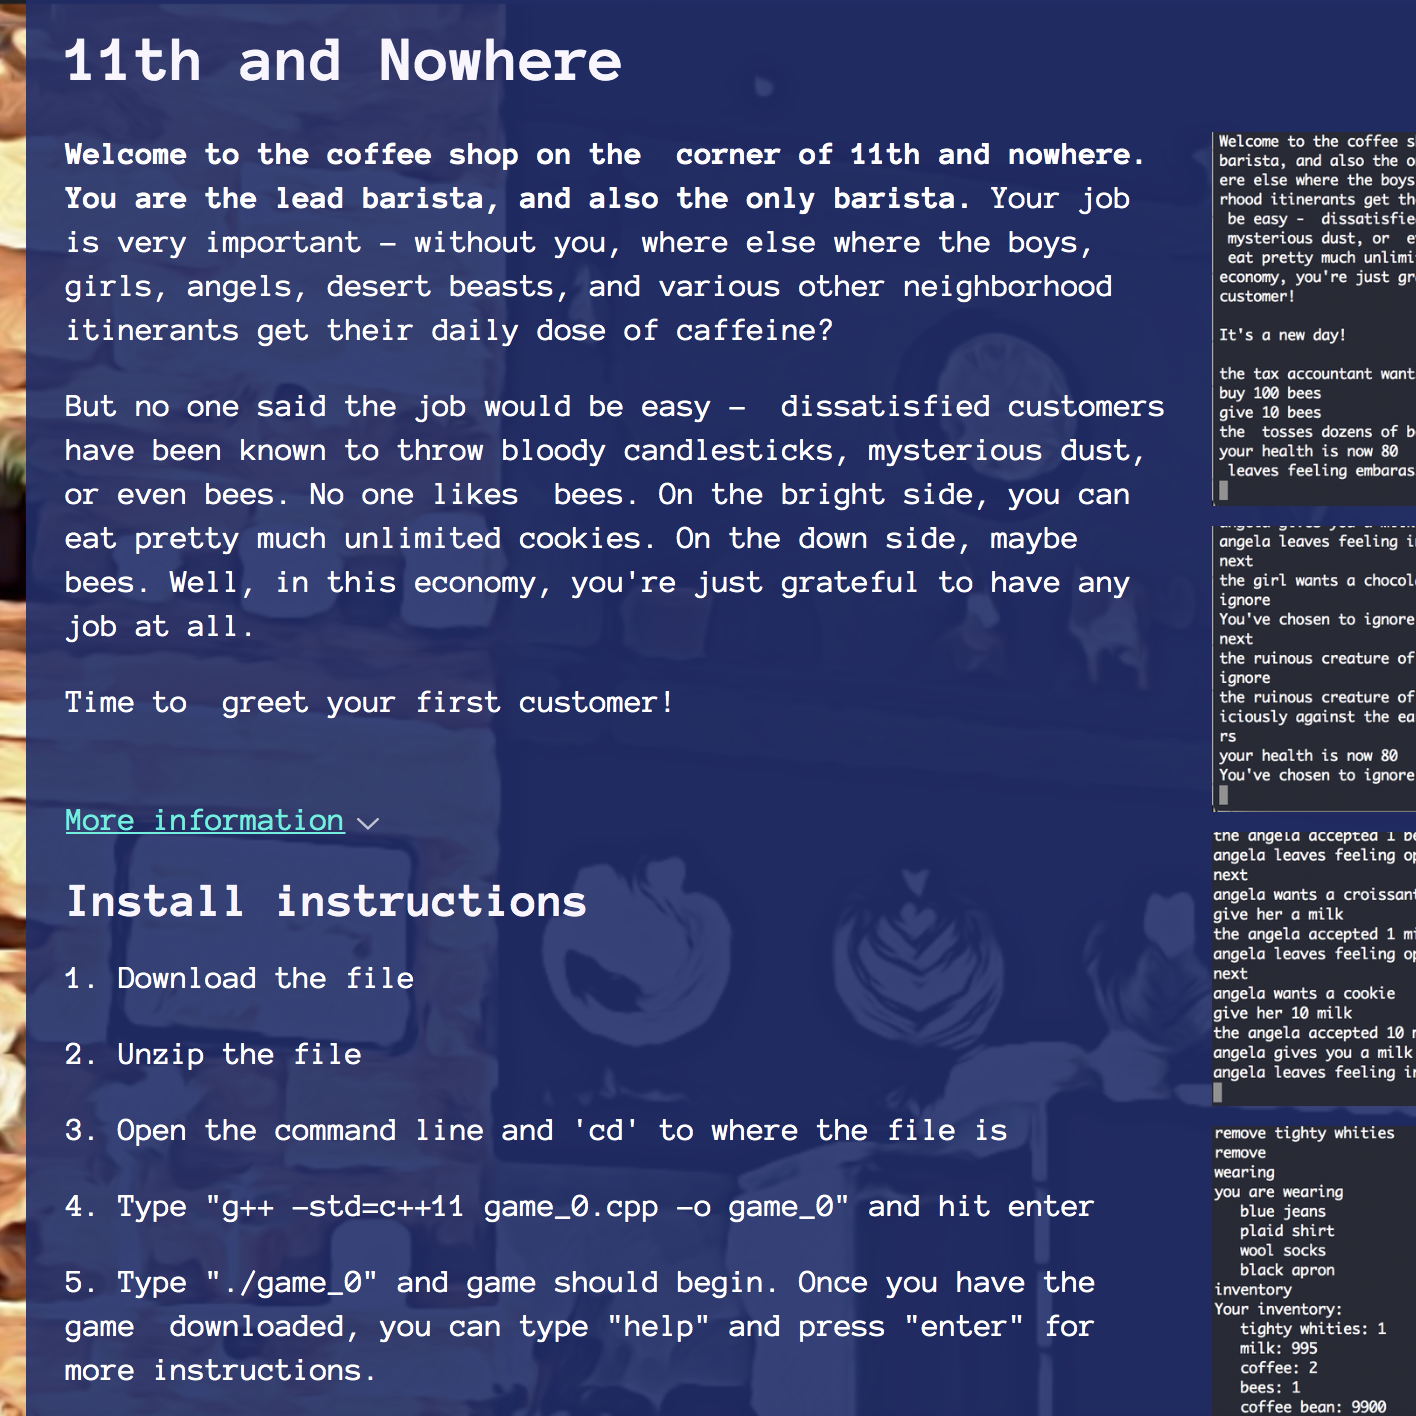 11th and Nowhere
Welcome to the coffee shop on the  corner of 11th and nowhere.
You are the lead barista, and also the only barista. Your job
is very important - without you, where else where the boys,
girls, angels, desert beasts, and various other neighborhood
itinerants get their daily dose of caffeine?
But no one said the job would be easy -  dissatisfied customers
have been known to throw bloody candlesticks, mysterious dust,
or even bees. No one likes  bees. On the bright side, you can
eat pretty much unlimited cookies. On the down side, maybe
bees. Well, in this economy, you're just grateful to have any
job at all.
Time to  greet your first customer!
More information
Install instructions
1. Download the file
2. Unzip the file
3. Open the command line and 'cd' to where the file is
4. Type "g++ -std=c++11 game_0.cpp -o game_0" and hit enter
5. Type "./game_0" and game should begin. Once you have the
game  downloaded, you can type "help" and press "enter" for
more instructions.
Welcome to the coffee
barista, and also the
ere else where the boys
rhood itinerants get
be easy -
mysterious dust, or
eat pretty much
economy, you're just
customer!
It's a new day!
the tax accountant
buy 100 bees
give 10 bees
the  tosses dozens of
your health is now 80
leaves feeling
angela leaves feeling
next
the girl wants a
ignore
You've chosen to ignore
next
the ruinous creature of
ignore
the ruinous creature of
iciously against the
rs
your health is now 80
You've chosen to ignore
the angela accepted 1
angela leaves feeling
next
angela wants a croissant
give her a milk
the angela accepted 1
angela leaves feeling
next
angela wants a cookie
give her 10 milk
the angela accepted 10
angela gives you a milk
angela leaves feeling
remove tighty whities
remove
wearing
you are wearing
blue jeans
plaid shirt
wool socks
black apron
inventory
Your inventory:
tighty whities: 1
milk: 995
coffee: 2
bees: 1
coffee bean: 9900